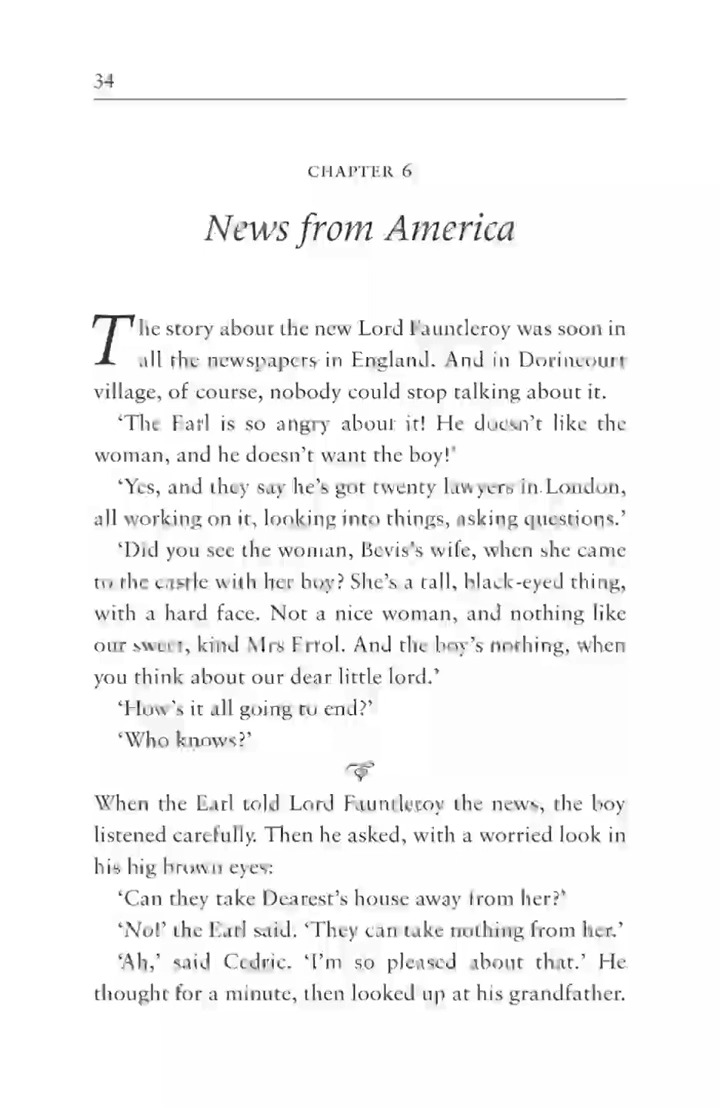 34
CHAPTER 6
News from America
The story about the new Lord Fauntleroy was soon in
all the newspapers in England. And in Dorincourt
village, of course, nobody could stop talking about it.
‘The Earl is so angry about it! He doesn’t like the
woman, and he doesn’t want the boy!’
‘Yes, and they say he’s got twenty lawyers in London,
all working on it, looking into things, asking questions.’
‘Did you see the woman, Bevis’s wife, when she came
to the castle with her boy? She’s a tall, black-eyed thing,
with a hard face. Not a nice woman, and nothing like
our sweet, kind Mrs Errol. And the boy’s nothing, when
you think about our dear little lord.’
‘How’s it all going to end?’
‘Who knows?’
When the Earl told Lord Fauntleroy the news, the boy
listened carefully. Then he asked, with a worried look in
his big brown eyes:
‘Can they take Dearest’s house away from her?’
‘No!’ the Earl said. ‘They can take nothing from her.’
‘Ah,’ said Cedric. ‘I’m so pleased about that.’ He
thought for a minute, then looked up at his grandfather.